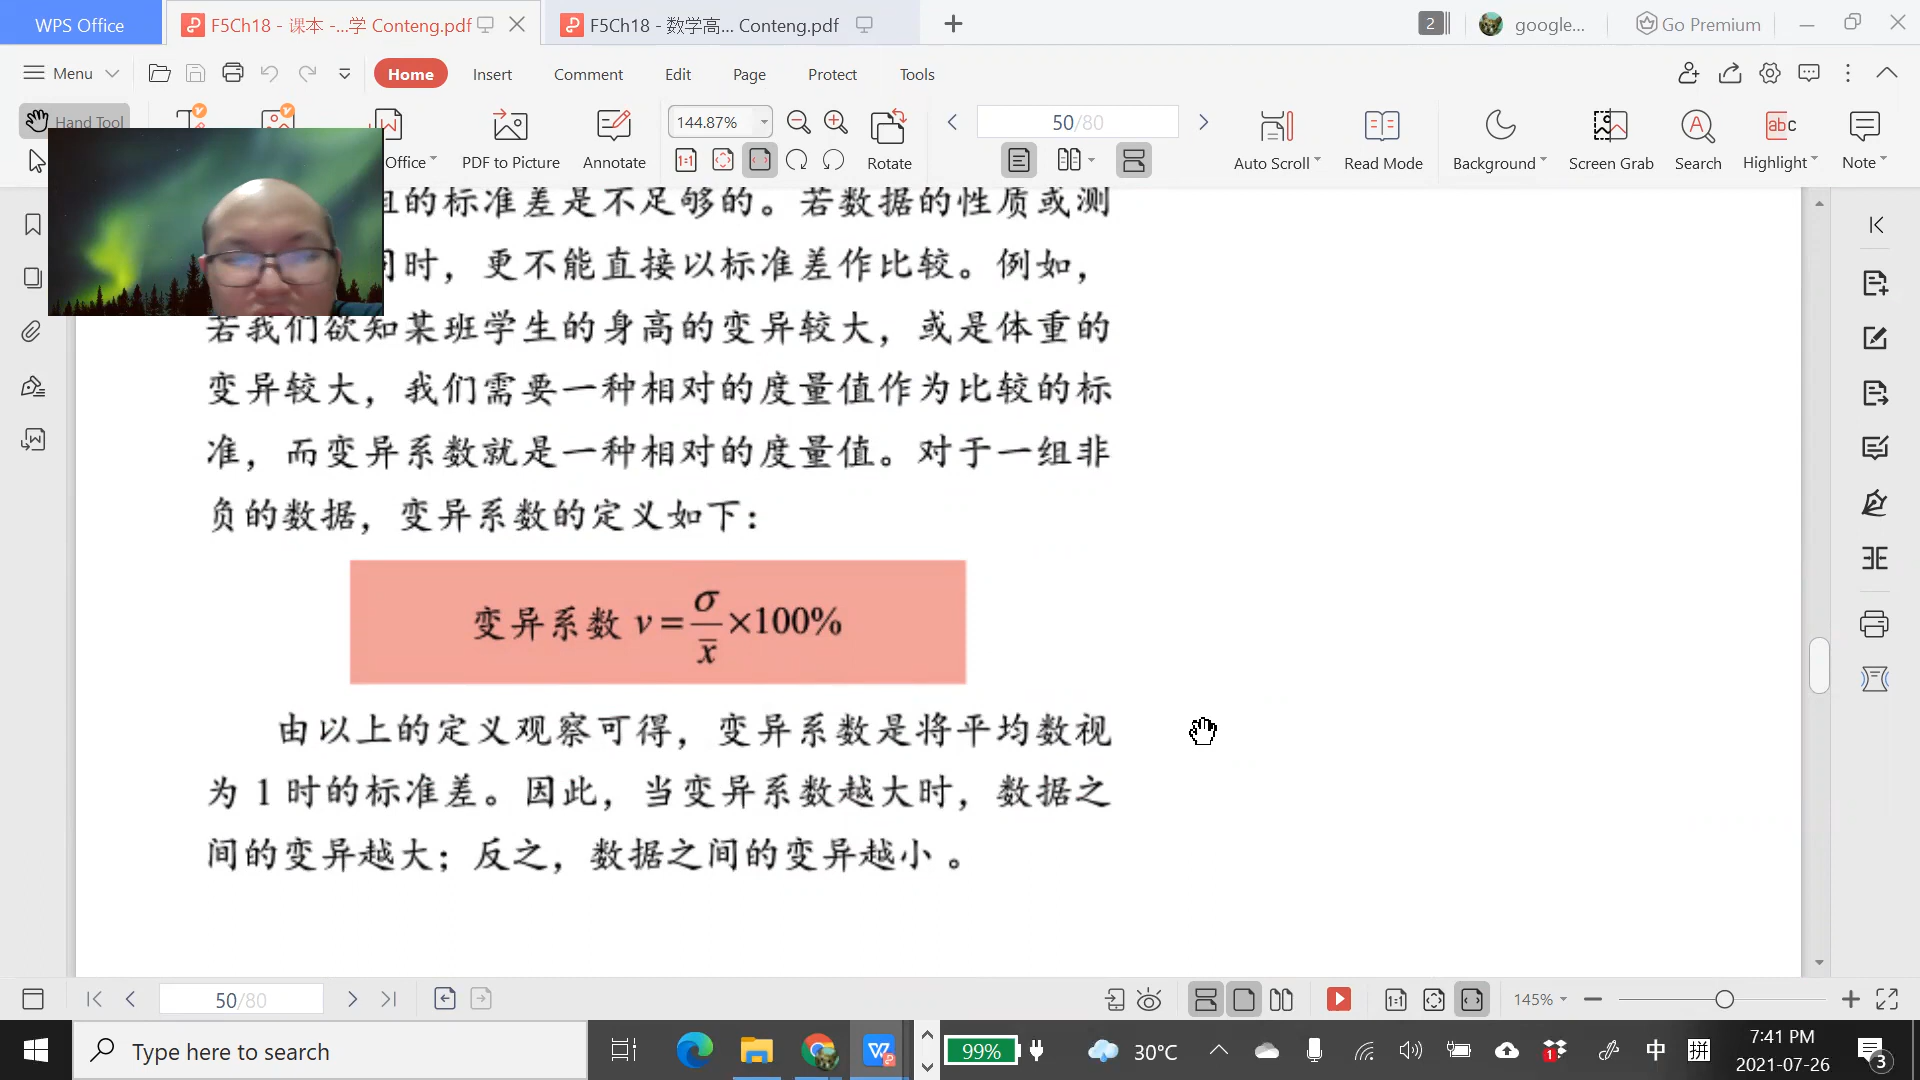 WPS Office
F5Ch18 - 课本 -...学 Conteng.pdf
F5Ch18 - 数学高... Conteng.pdf
2
google...
Go Premium
Menu
Home
Insert
Comment
Edit
Page
Protect
Tools
Hand Tool
Office
PDF to Picture
Annotate
144.87%
Rotate
50/80
Auto Scroll
Read Mode
Background
Screen Grab
Search
Highlight
Note
的标准差是不足够的。若数据的性质或测
时，更不能直接以标准差作比较。例如，
若我们欲知某班学生的身高的变异较大，或是体重的
变异较大，我们需要一种相对的度量值作为比较的标
准，而变异系数就是一种相对的度量值。对于一组非
负的数据，变异系数的定义如下：
变异系数 v = σ/x̄ ×100%
由以上的定义观察可得，变异系数是将平均数视
为 1 时的标准差。因此，当变异系数越大时，数据之
间的变异越大；反之，数据之间的变异越小。
50/80
145%
Type here to search
99%
30°C
中
拼
7:41 PM
2021-07-26
3